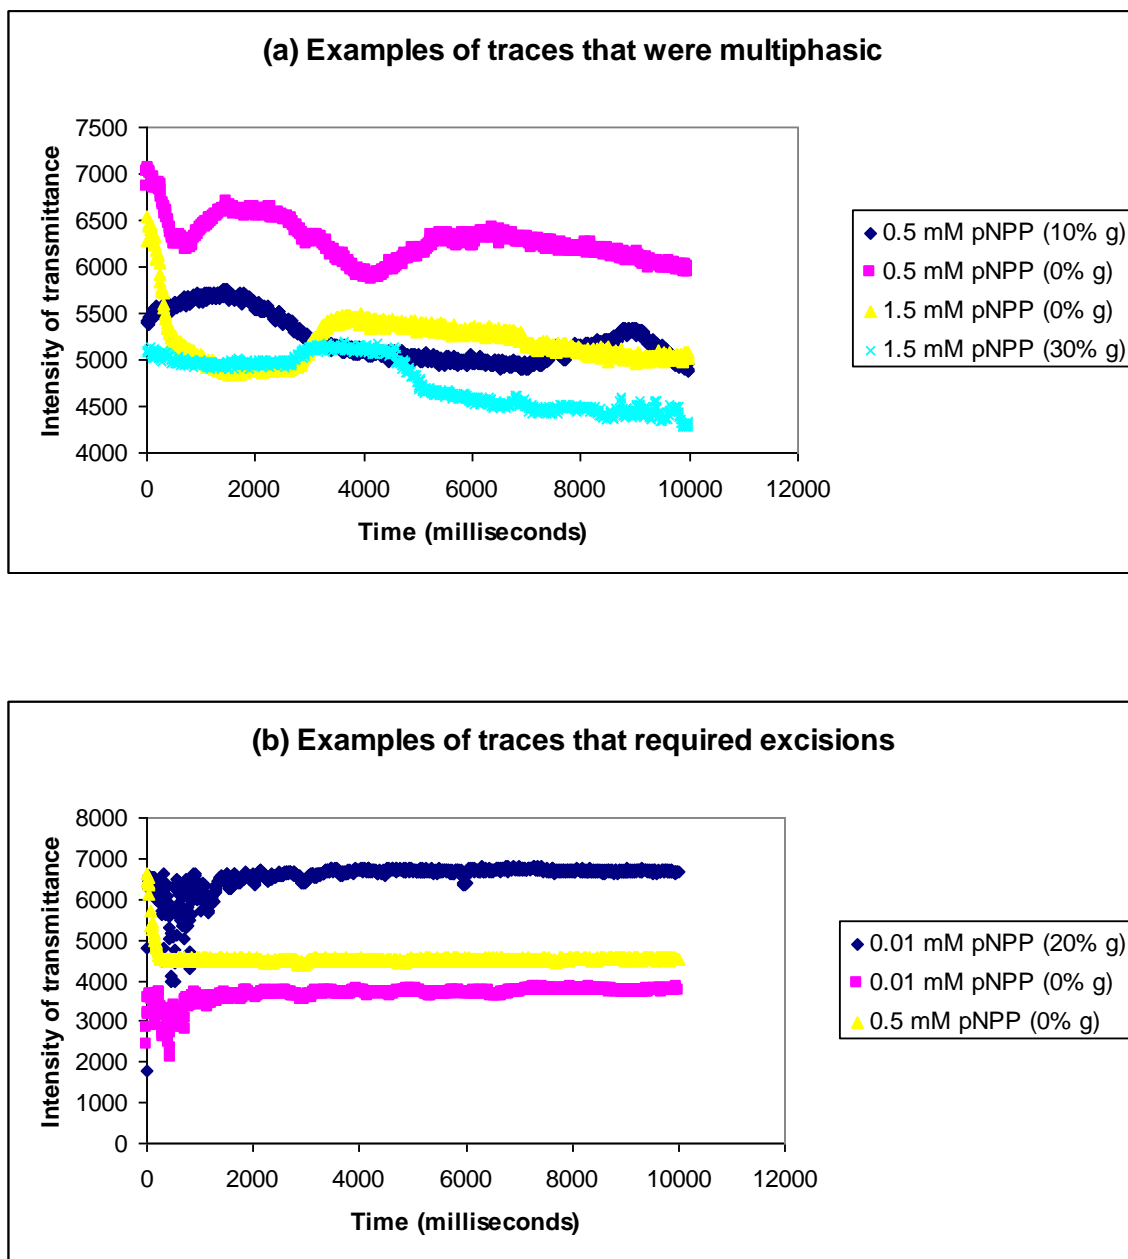 (a) Examples of traces that were multiphasic
Intensity of transmittance
7500
7000
6500
6000
5500
5000
4500
4000
0 2000 4000 6000 8000 10000 12000
Time (milliseconds)
0.5 mM pNPP (10% g)
0.5 mM pNPP (0% g)
1.5 mM pNPP (0% g)
1.5 mM pNPP (30% g)
(b) Examples of traces that required excisions
Intensity of transmittance
8000
7000
6000
5000
4000
3000
2000
1000
0
0 2000 4000 6000 8000 10000 12000
Time (milliseconds)
0.01 mM pNPP (20% g)
0.01 mM pNPP (0% g)
0.5 mM pNPP (0% g)